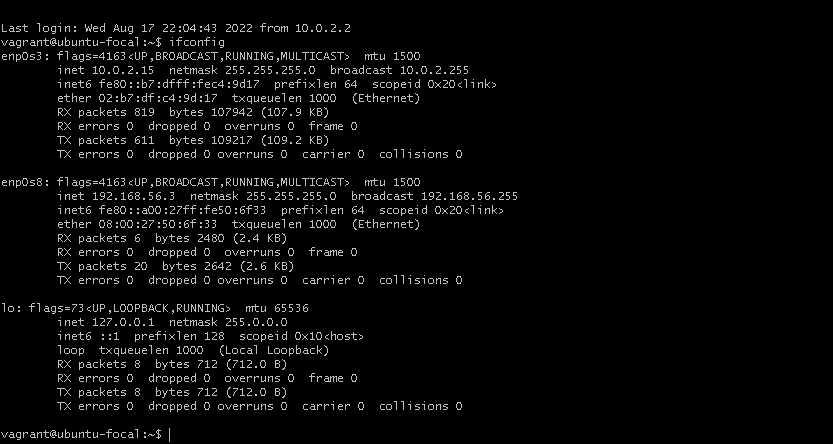 Last login: Wed Aug 17 22:04:43 2022 from 10.0.2.2
vagrant@ubuntu-focal:~$ ifconfig
enp0s3: flags=4163<UP,BROADCAST,RUNNING,MULTICAST>  mtu 1500
        inet 10.0.2.15  netmask 255.255.255.0  broadcast 10.0.2.255
        inet6 fe80::b7:dfff:fec4:9d17  prefixlen 64  scopeid 0x20<link>
        ether 02:b7:df:c4:9d:17  txqueuelen 1000  (Ethernet)
        RX packets 819  bytes 107942 (107.9 KB)
        RX errors 0  dropped 0  overruns 0  frame 0
        TX packets 611  bytes 109217 (109.2 KB)
        TX errors 0  dropped 0 overruns 0  carrier 0  collisions 0

enp0s8: flags=4163<UP,BROADCAST,RUNNING,MULTICAST>  mtu 1500
        inet 192.168.56.3  netmask 255.255.255.0  broadcast 192.168.56.255
        inet6 fe80::a00:27ff:fe50:6f33  prefixlen 64  scopeid 0x20<link>
        ether 08:00:27:50:6f:33  txqueuelen 1000  (Ethernet)
        RX packets 6  bytes 2480 (2.4 KB)
        RX errors 0  dropped 0  overruns 0  frame 0
        TX packets 20  bytes 2642 (2.6 KB)
        TX errors 0  dropped 0 overruns 0  carrier 0  collisions 0

lo: flags=73<UP,LOOPBACK,RUNNING>  mtu 65536
        inet 127.0.0.1  netmask 255.0.0.0
        inet6 ::1  prefixlen 128  scopeid 0x10<host>
        loop  txqueuelen 1000  (Local Loopback)
        RX packets 8  bytes 712 (712.0 B)
        RX errors 0  dropped 0  overruns 0  frame 0
        TX packets 8  bytes 712 (712.0 B)
        TX errors 0  dropped 0 overruns 0  carrier 0  collisions 0

vagrant@ubuntu-focal:~$